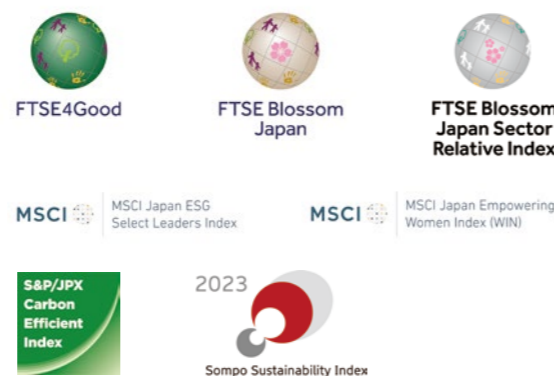 FTSE4Good
FTSE Blossom
Japan
FTSE Blossom
Japan Sector
Relative Index
MSCI
MSCI Japan ESG
Select Leaders Index
MSCI
MSCI Japan Empowering
Women Index (WIN)
S&P/JPX
Carbon
Efficient
Index
2023
Sompo Sustainability Index